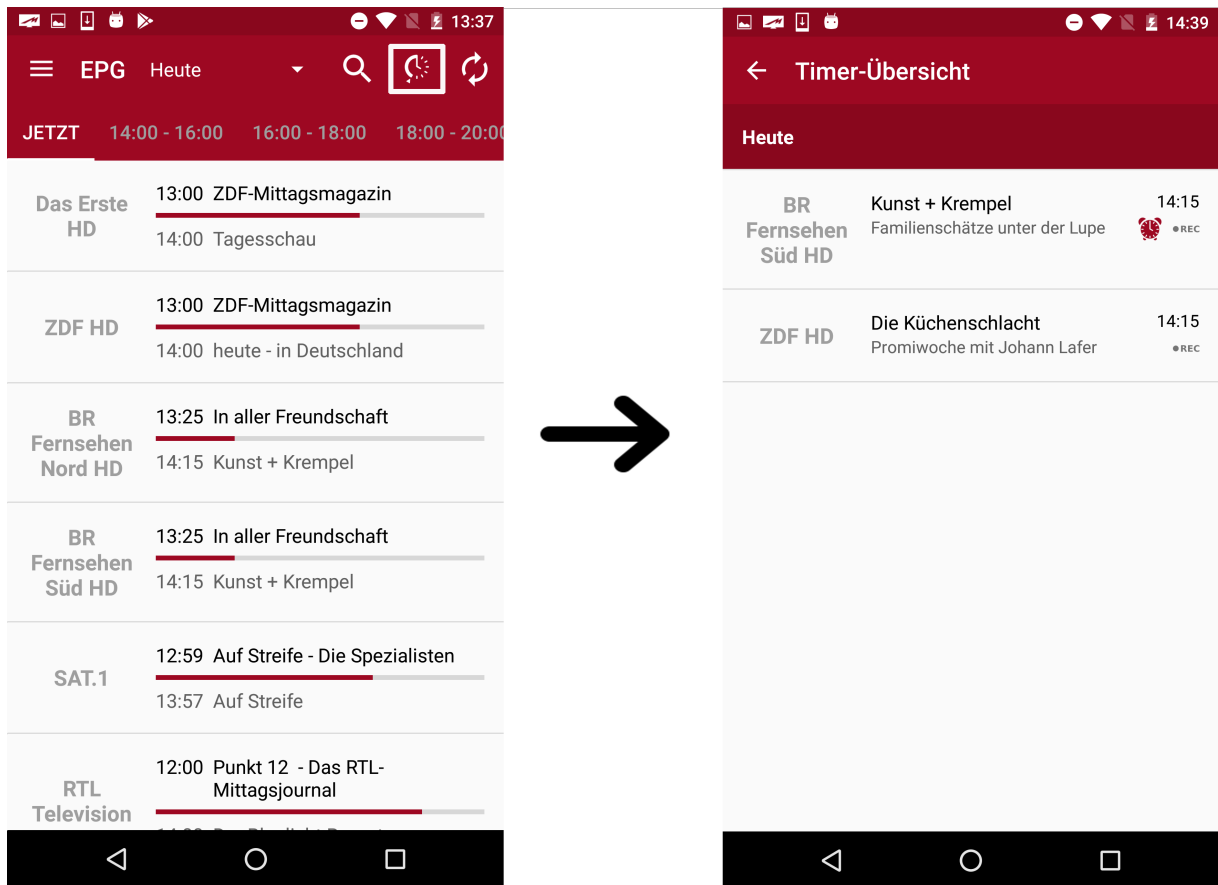 13:37
EPG Heute
JETZT 14:00 - 16:00 16:00 - 18:00 18:00 - 20:00
Das Erste
HD
13:00 ZDF-Mittagsmagazin
14:00 Tagesschau
ZDF HD
13:00 ZDF-Mittagsmagazin
14:00 heute - in Deutschland
BR
Fernsehen
Nord HD
13:25 In aller Freundschaft
14:15 Kunst + Krempel
BR
Fernsehen
Süd HD
13:25 In aller Freundschaft
14:15 Kunst + Krempel
SAT.1
12:59 Auf Streife - Die Spezialisten
13:57 Auf Streife
RTL
Television
12:00 Punkt 12 - Das RTL-
Mittagsjournal
14:39
Timer-Übersicht
Heute
BR
Fernsehen
Süd HD
Kunst + Krempel 14:15
Familienschätze unter der Lupe REC
ZDF HD
Die Küchenschlacht 14:15
Promiwoche mit Johann Lafer REC